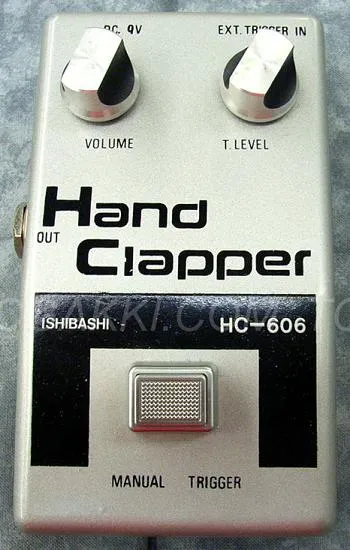 DC. 9V
EXT. TRIGGER IN
VOLUME
T. LEVEL
Hand
OUT
Clapper
ISHIBASHI
HC-606
MANUAL TRIGGER